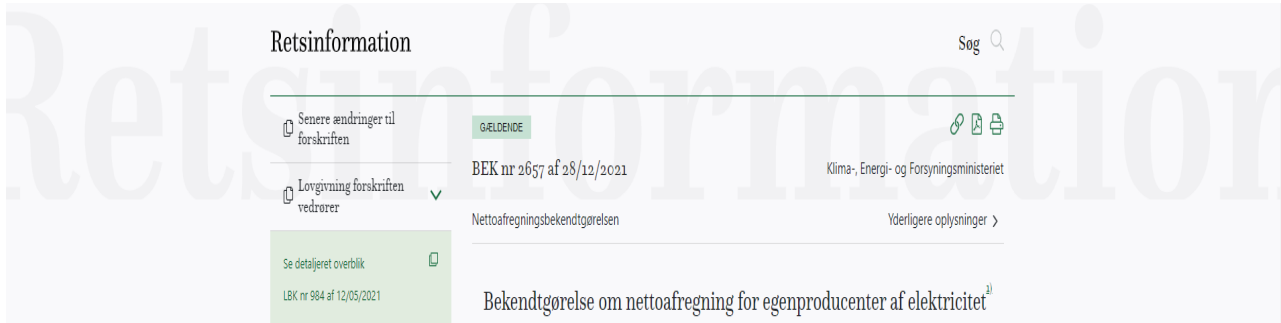 Retsinformation
Retsinformation
Søg
Senere ændringer til
forskriften
Lovgivning forskriften
vedrører
Se detaljeret overblik
LBK nr 984 af 12/05/2021
GÆLDENDE
BEK nr 2657 af 28/12/2021
Klima-, Energi- og Forsyningsministeriet
Nettoafregningsbekendtgørelsen
Yderligere oplysninger
Bekendtgørelse om nettoafregning for egenproducenter af elektricitet¹⁾